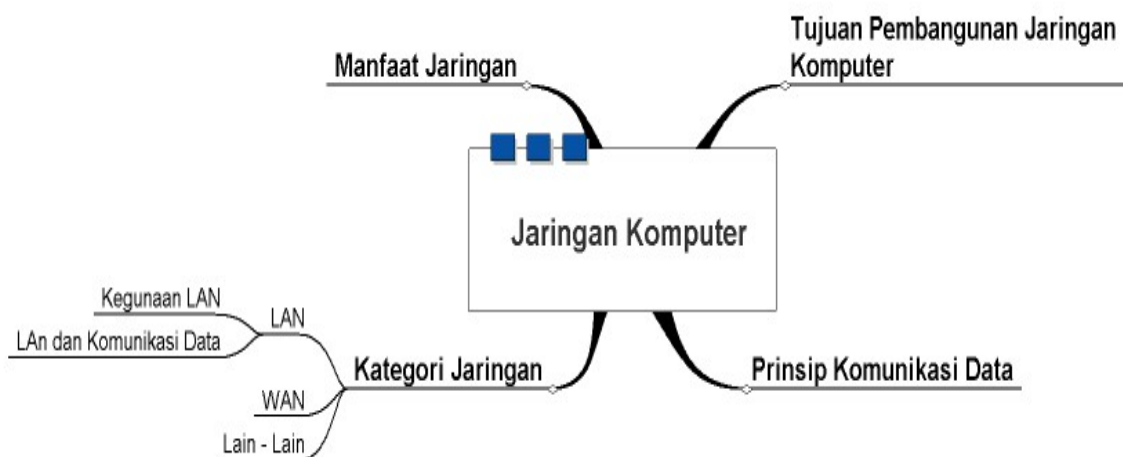 Manfaat Jaringan
Tujuan Pembangunan Jaringan
Komputer
Jaringan Komputer
Kegunaan LAN
LAn dan Komunikasi Data
LAN
WAN
Lain - Lain
Kategori Jaringan
Prinsip Komunikasi Data